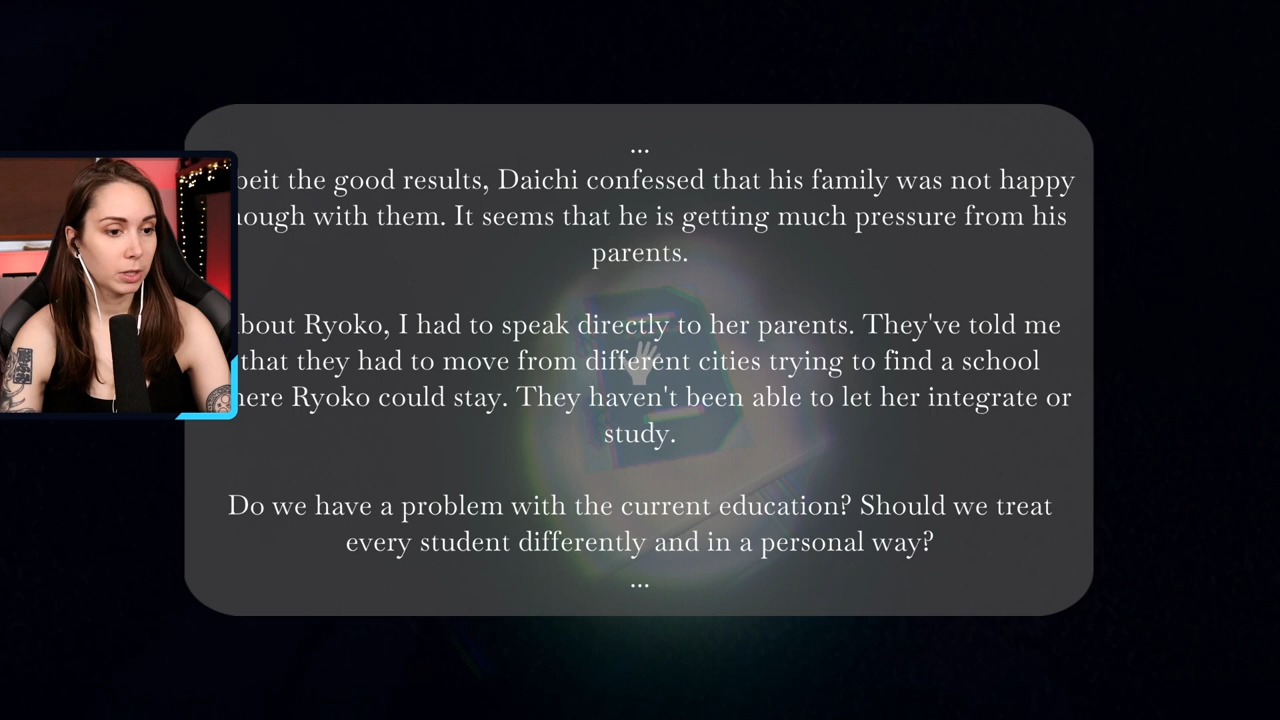 ...
the good results, Daichi confessed that his family was not happy
with them. It seems that he is getting much pressure from his
parents.
Ryoko, I had to speak directly to her parents. They've told me
that they had to move from different cities trying to find a school
Ryoko could stay. They haven't been able to let her integrate or
study.
Do we have a problem with the current education? Should we treat
every student differently and in a personal way?
...